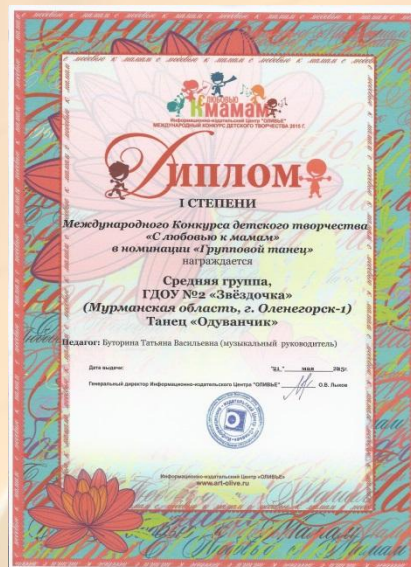 С ЛЮБОВЬЮ
К мамам
Информационно-издательский Центр "ОЛИВЬЕ"
МЕЖДУНАРОДНЫЙ КОНКУРС ДЕТСКОГО ТВОРЧЕСТВА 2015 Г.
ДИПЛОМ
I СТЕПЕНИ
Международного Конкурса детского творчества
«С любовью к мамам»
в номинации «Групповой танец»
награждается
Средняя группа,
ГДОУ №2 «Звёздочка»
(Мурманская область, г. Оленегорск-1)
Танец «Одуванчик»
Педагог: Буторина Татьяна Васильевна (музыкальный руководитель)
Дата выдачи: мая
Генеральный директор Информационно-издательского Центра "ОЛИВЬЕ" О.В. Лыков
Информационно-издательский Центр «ОЛИВЬЕ»
www.art-olive.ru